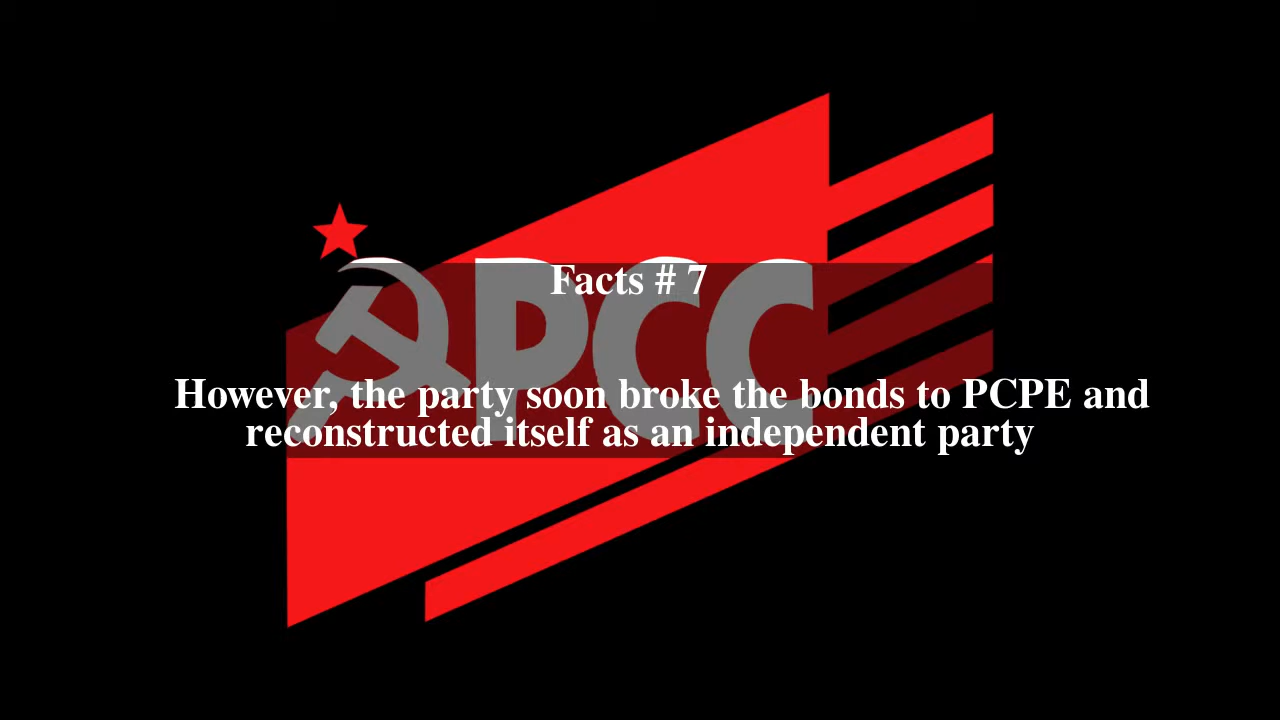 Facts # 7
PCC
However, the party soon broke the bonds to PCPE and
reconstructed itself as an independent party